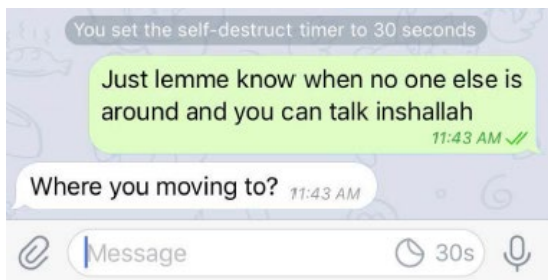 You set the self-destruct timer to 30 seconds
Just lemme know when no one else is
around and you can talk inshallah
11:43 AM
Where you moving to? 11:43 AM
Message 30s